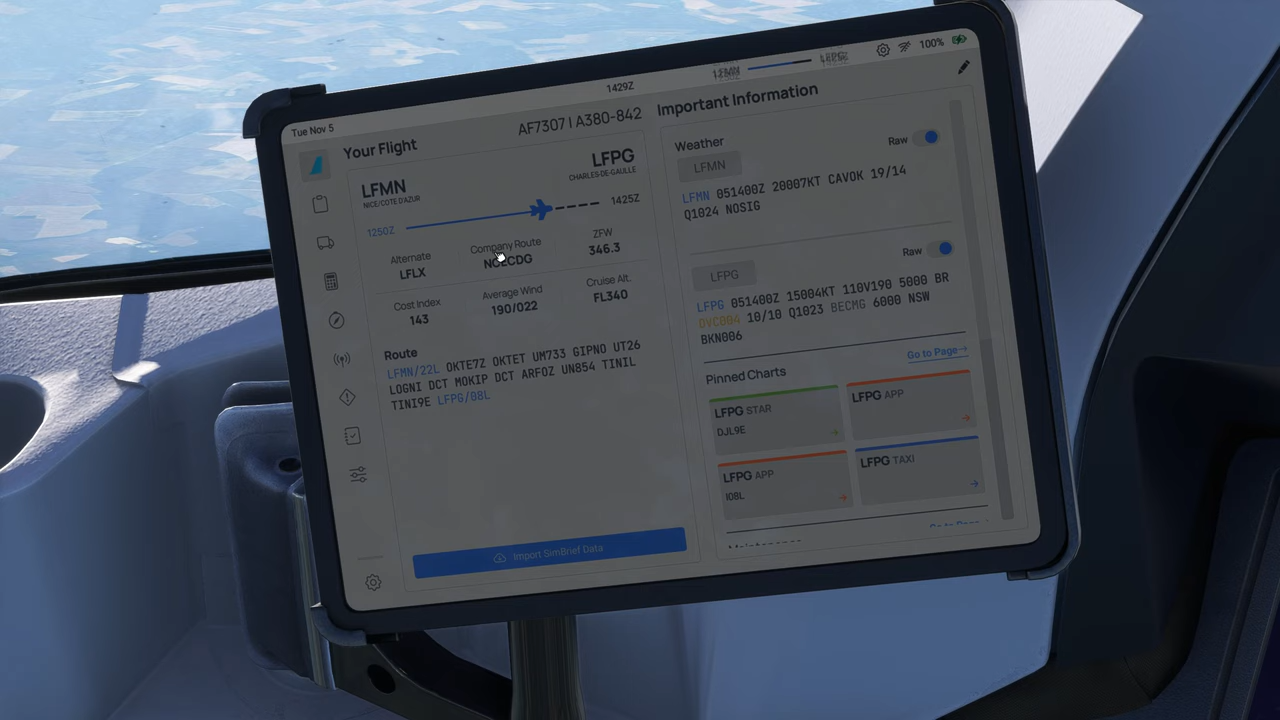 Tue Nov 5
1429Z
100%
Your Flight
AF7307 | A380-842
LFMN
NICE/COTE D'AZUR
LFPG
CHARLES-DE-GAULLE
1250Z
1425Z
Alternate
LFLX
Company Route
ZFW
346.3
Cost Index
143
Average Wind
190/022
Cruise Alt.
FL340
Route
LFMN/22L OKTE7Z OKTET UM733 GIPNO UT26
LOGNI DCT MOKIP DCT ARFOZ UN854 TINIL
TINI9E LFPG/08L
Import SimBrief Data
Important Information
Weather
LFMN
Raw
LFMN 051400Z 20007KT CAVOK 19/14
Q1024 NOSIG
LFPG
Raw
LFPG 051400Z 15004KT 110V190 5000 BR
OVC004 10/10 Q1023 BECMG 6000 NSW
BKN006
Pinned Charts
Go to Page
LFPG STAR
DJL9E
LFPG APP
LFPG APP
I08L
LFPG TAXI